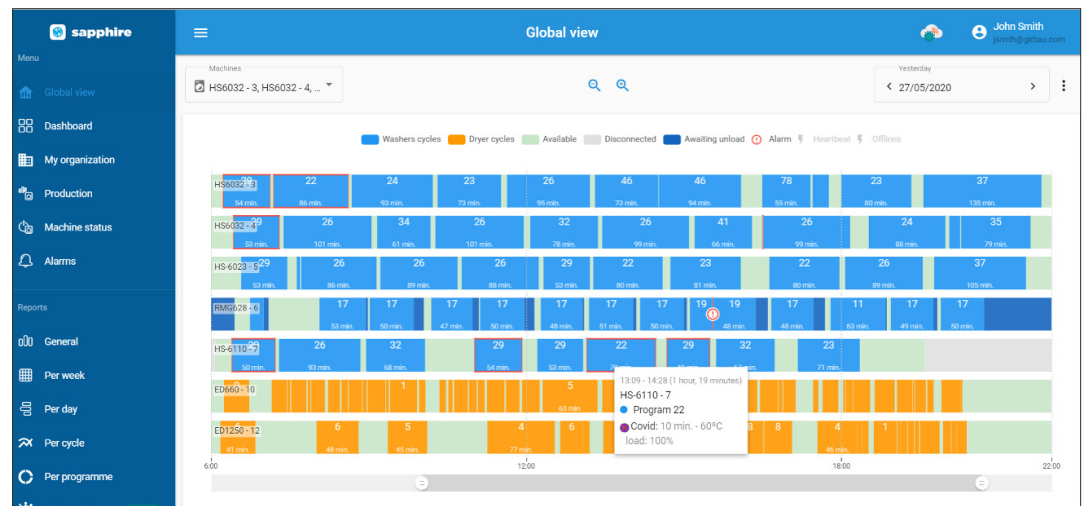 sapphire
Menu
Global view
Dashboard
My organization
Production
Machine status
Alarms
Reports
General
Per week
Per day
Per cycle
Per programme
Global view
John Smith
jsmith@girbau.com
Machines
HS6032 - 3, HS6032 - 4, ...
Yesterday
27/05/2020
Washers cycles Dryer cycles Available Disconnected Awaiting unload Alarm Heartbeat Offlines
HS6032 - 3 22 24 23 26 46 46 78 23 37
54 min. 86 min. 93 min. 73 min. 95 min. 73 min. 94 min. 55 min. 80 min. 135 min.
HS6032 - 4 29 26 34 26 32 26 41 26 24 35
53 min. 101 min. 61 min. 101 min. 78 min. 99 min. 66 min. 99 min. 88 min. 79 min.
HS-6023 - 5 29 26 26 26 29 22 23 22 26 37
53 min. 86 min. 89 min. 88 min. 53 min. 80 min. 81 min. 80 min. 89 min. 105 min.
RMG628 - 6 17 17 17 17 17 17 17 19 19 17 11 17 17
53 min. 50 min. 47 min. 50 min. 48 min. 51 min. 50 min. 48 min. 48 min. 63 min. 49 min. 50 min.
HS-6110 - 7 26 32 29 29 22 29 32 23
50 min. 93 min. 68 min. 54 min. 53 min. 71 min.
ED660 - 10 1 5
63 min.
ED1250 - 12 6 5 4 6 8 8 4 1
41 min. 48 min. 45 min. 77 min. 46 min.
13:09 - 14:28 (1 hour, 19 minutes)
HS-6110 - 7
Program 22
Covid: 10 min. - 60ºC
load: 100%
6:00 12:00 18:00 22:00